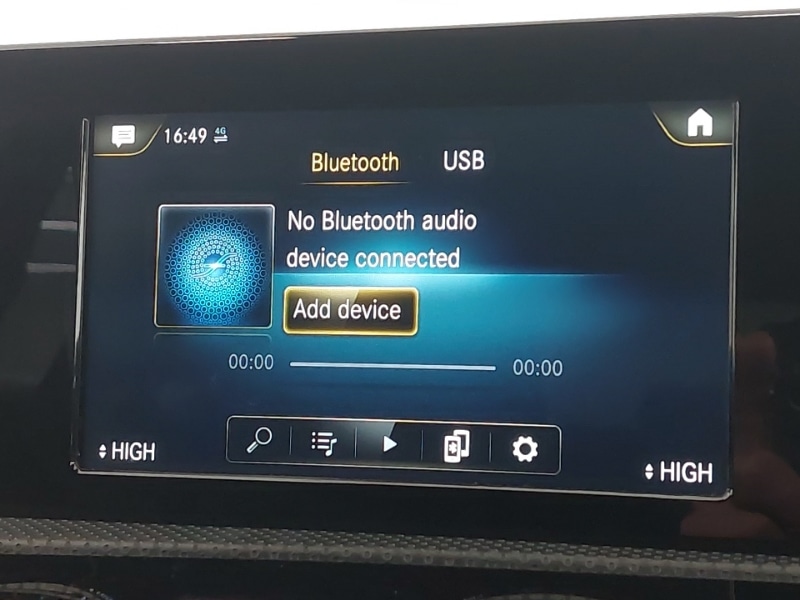 16:49 4G
Bluetooth USB
No Bluetooth audio
device connected
Add device
00:00 00:00
HIGH HIGH